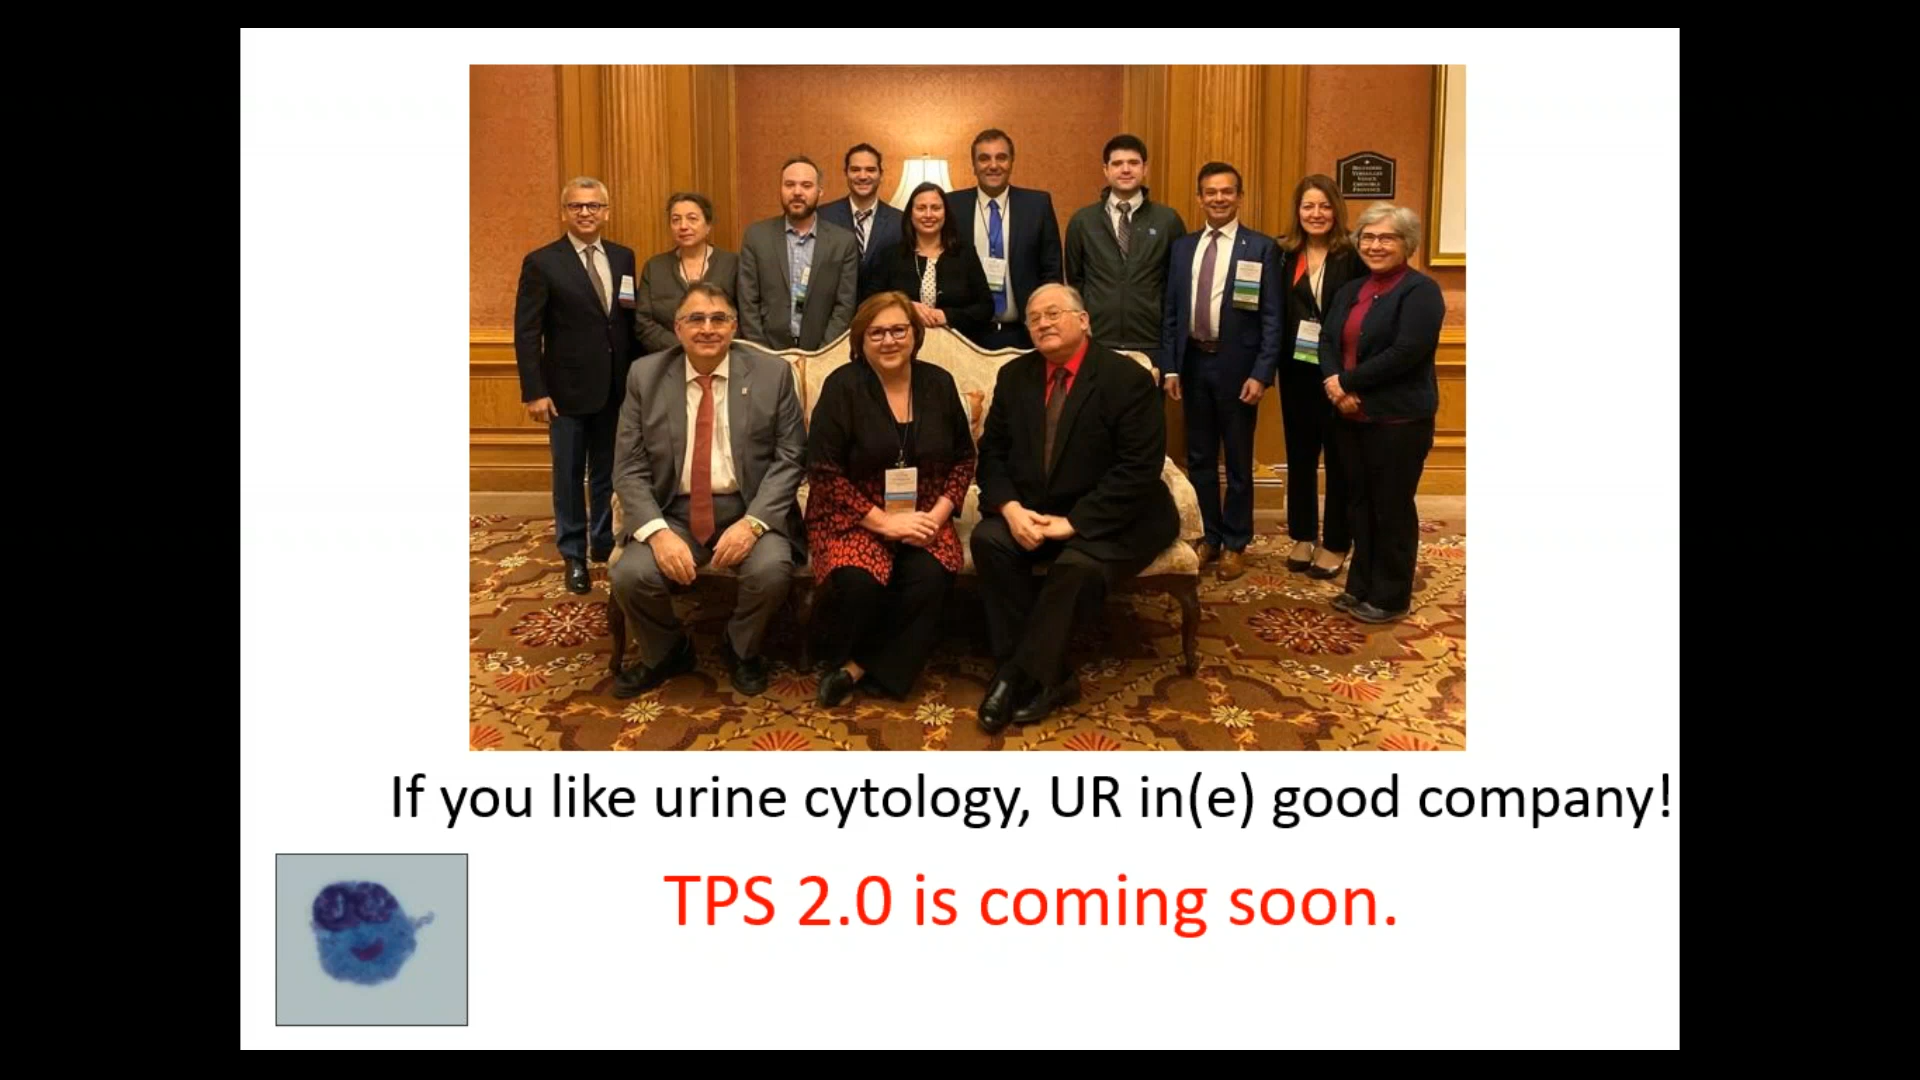 If you like urine cytology, UR in(e) good company!
TPS 2.0 is coming soon.